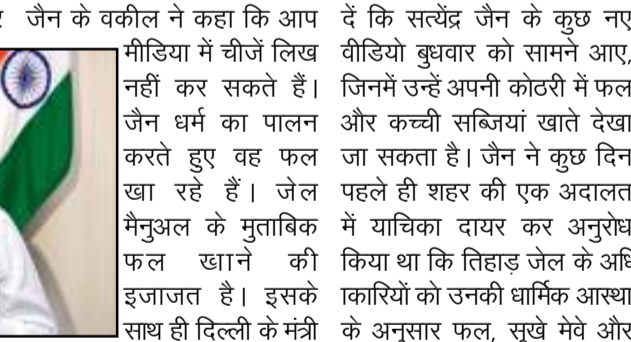 जैन के वकील ने कहा कि आप
मीडिया में चीजें लिख
नहीं कर सकते हैं।
जैन धर्म का पालन
करते हुए वह फल
खा रहे हैं। जेल
मैनुअल के मुताबिक
फल खाने की
इजाजत है। इसके
साथ ही दिल्ली के मंत्री
दें कि सत्येंद्र जैन के कुछ नए
वीडियो बुधवार को सामने आए,
जिनमें उन्हें अपनी कोठरी में फल
और कच्ची सब्जियां खाते देखा
जा सकता है। जैन ने कुछ दिन
पहले ही शहर की एक अदालत
में याचिका दायर कर अनुरोध
किया था कि तिहाड़ जेल के अधि
ाकारियों को उनकी धार्मिक आस्था
के अनुसार फल, सूखे मेवे और